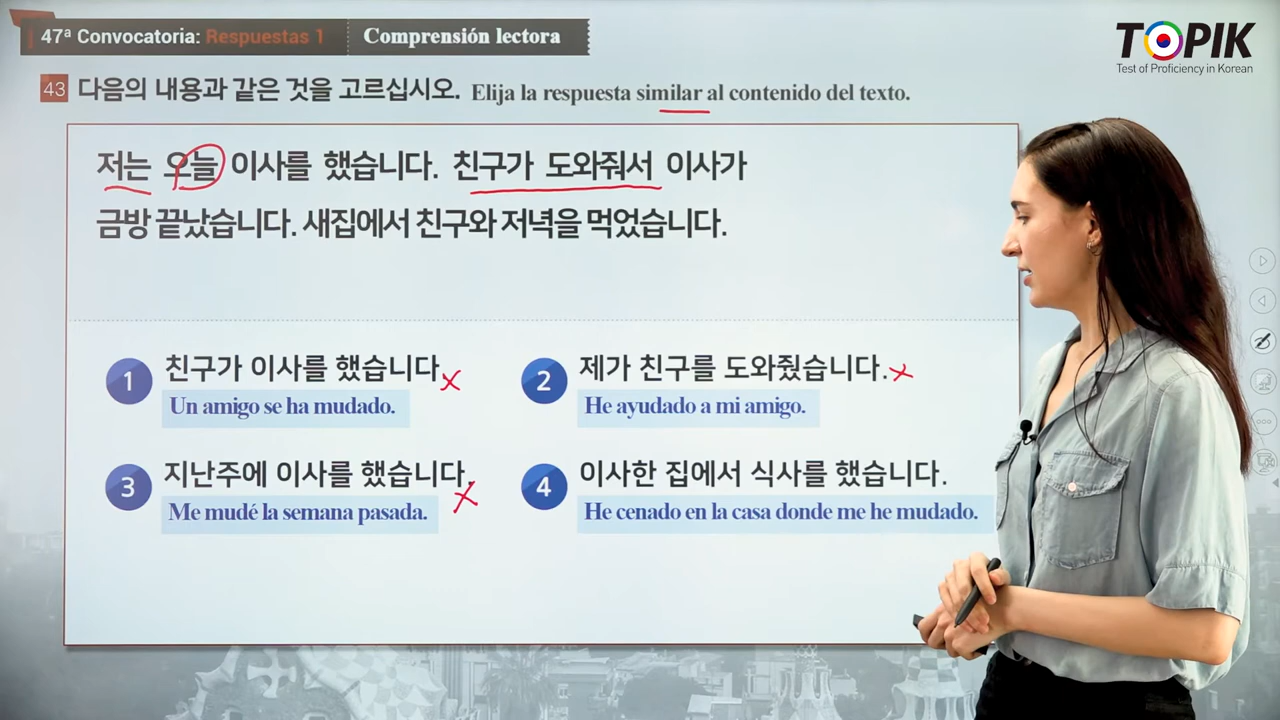 47ª Convocatoria: Respuestas 1
Comprensión lectora
TOPIK
Test of Proficiency in Korean
43 다음의 내용과 같은 것을 고르십시오. Elija la respuesta similar al contenido del texto.
저는 오늘 이사를 했습니다. 친구가 도와줘서 이사가
금방 끝났습니다. 새집에서 친구와 저녁을 먹었습니다.
1 친구가 이사를 했습니다.
Un amigo se ha mudado.
2 제가 친구를 도와줬습니다.
He ayudado a mi amigo.
3 지난주에 이사를 했습니다.
Me mudé la semana pasada.
4 이사한 집에서 식사를 했습니다.
He cenado en la casa donde me he mudado.